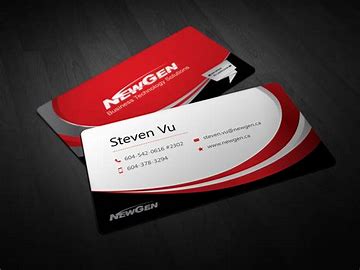 NEWGEN
Business Technology Solutions
Steven Vu
604-542-0616 #2302
604-378-3294
steven.vu@newgen.ca
www.newgen.ca
NEWGEN